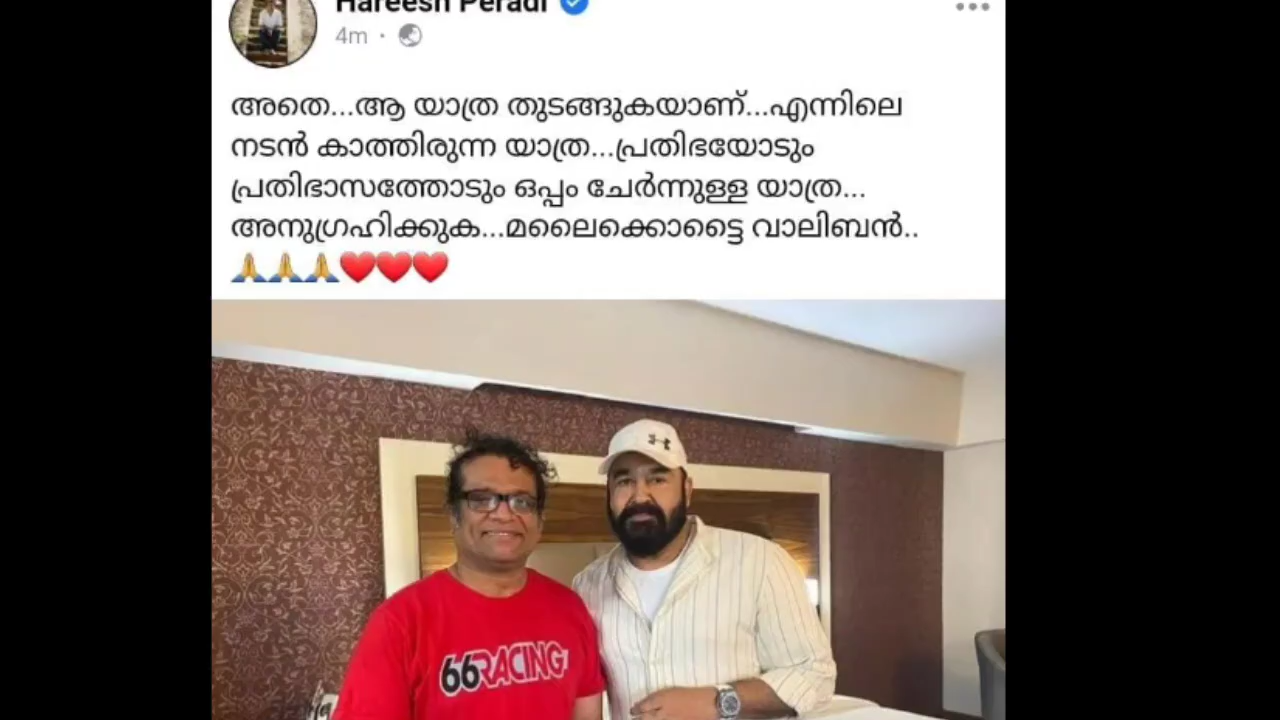 Hareesh Peradi
4m
അതെ...ആ യാത്ര തുടങ്ങുകയാണ്...എന്നിലെ
നടൻ കാത്തിരുന്ന യാത്ര...പ്രതിഭയോടും
പ്രതിഭാസത്തോടും ഒപ്പം ചേർന്നുള്ള യാത്ര...
അനുഗ്രഹിക്കുക...മലൈക്കൊട്ടൈ വാലിബൻ..
🙏🙏🙏❤️❤️❤️
66RACING